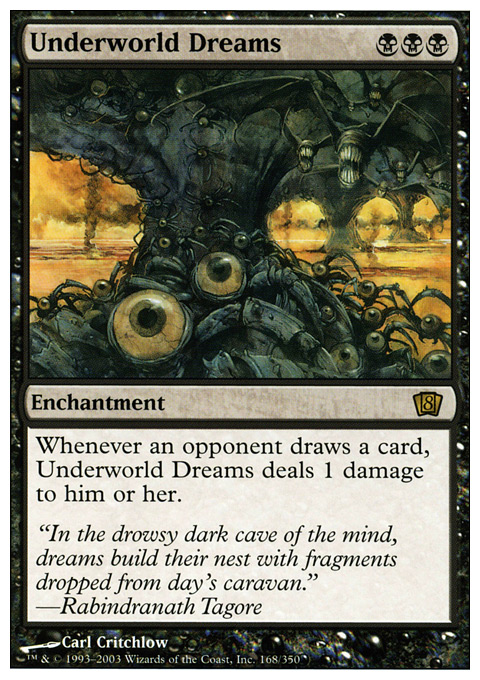 Underworld Dreams
Enchantment
8
Whenever an opponent draws a card,
Underworld Dreams deals 1 damage
to him or her.
“In the drowsy dark cave of the mind,
dreams build their nest with fragments
dropped from day’s caravan.”
—Rabindranath Tagore
Carl Critchlow
™ & © 1993–2003 Wizards of the Coast, Inc. 168/350